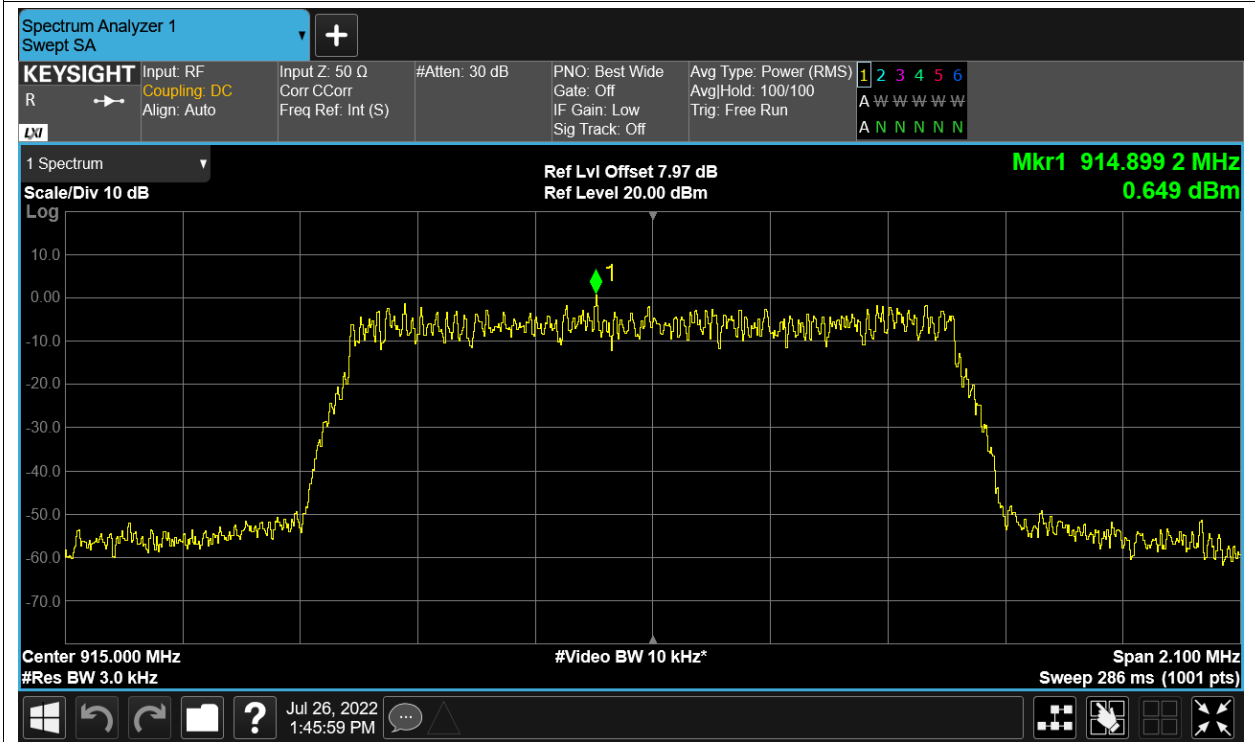 Spectrum Analyzer 1
Swept SA
+
KEYSIGHT
R
LXI
Input: RF
Coupling: DC
Align: Auto
Input Z: 50 Ω
Corr CCorr
Freq Ref: Int (S)
#Atten: 30 dB
PNO: Best Wide
Gate: Off
IF Gain: Low
Sig Track: Off
Avg Type: Power (RMS)
Avg|Hold: 100/100
Trig: Free Run
1 2 3 4 5 6
A W W W W W
A N N N N N
1 Spectrum
Scale/Div 10 dB
Log
Ref Lvl Offset 7.97 dB
Ref Level 20.00 dBm
Mkr1 914.899 2 MHz
0.649 dBm
1
10.0
0.00
-10.0
-20.0
-30.0
-40.0
-50.0
-60.0
-70.0
Center 915.000 MHz
#Res BW 3.0 kHz
#Video BW 10 kHz*
Span 2.100 MHz
Sweep 286 ms (1001 pts)
?
Jul 26, 2022
1:45:59 PM